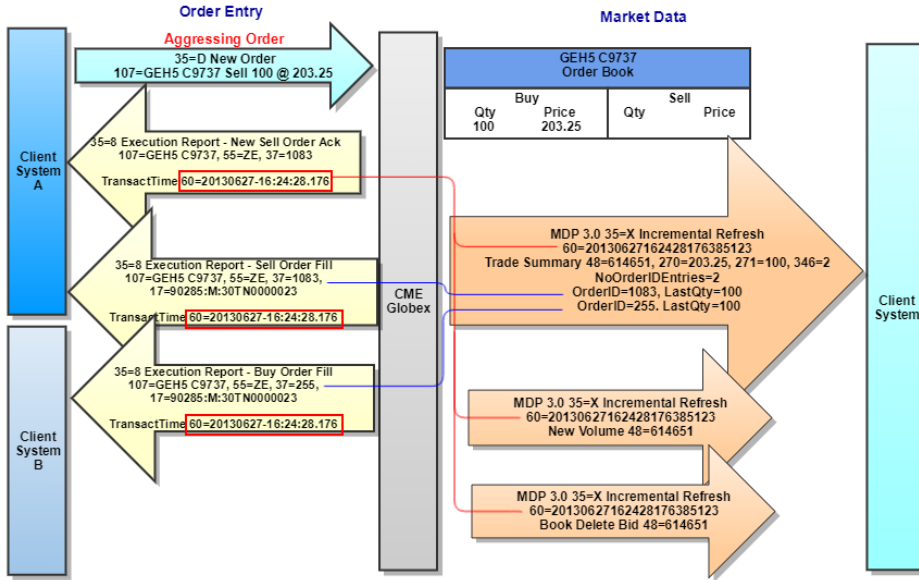 Order Entry
Market Data
Aggressing Order
35=D New Order
107=GEH5 C9737 Sell 100 @ 203.25
GEH5 C9737
Order Book
Buy
Sell
Qty Price
Qty Price
100 203.25
35=8 Execution Report - New Sell Order Ack
107=GEH5 C9737, 55=ZE, 37=1083
TransactTime 60=20130627-16:24:28.176
Client
System
A
MDP 3.0 35=X Incremental Refresh
60=20130627162428176385123
Trade Summary 48=614651, 270=203.25, 271=100, 346=2
NoOrderIDEntries=2
OrderID=1083, LastQty=100
OrderID=255. LastQty=100
35=8 Execution Report - Sell Order Fill
107=GEH5 C9737, 55=ZE, 37=1083,
17=90285:M:30TN0000023
TransactTime 60=20130627-16:24:28.176
CME
Globex
Client
System
35=8 Execution Report - Buy Order Fill
107=GEH5 C9737, 55=ZE, 37=255,
17=90285:M:30TN0000023
TransactTime 60=20130627-16:24:28.176
Client
System
B
MDP 3.0 35=X Incremental Refresh
60=20130627162428176385123
New Volume 48=614651
MDP 3.0 35=X Incremental Refresh
60=20130627162428176385123
Book Delete Bid 48=614651